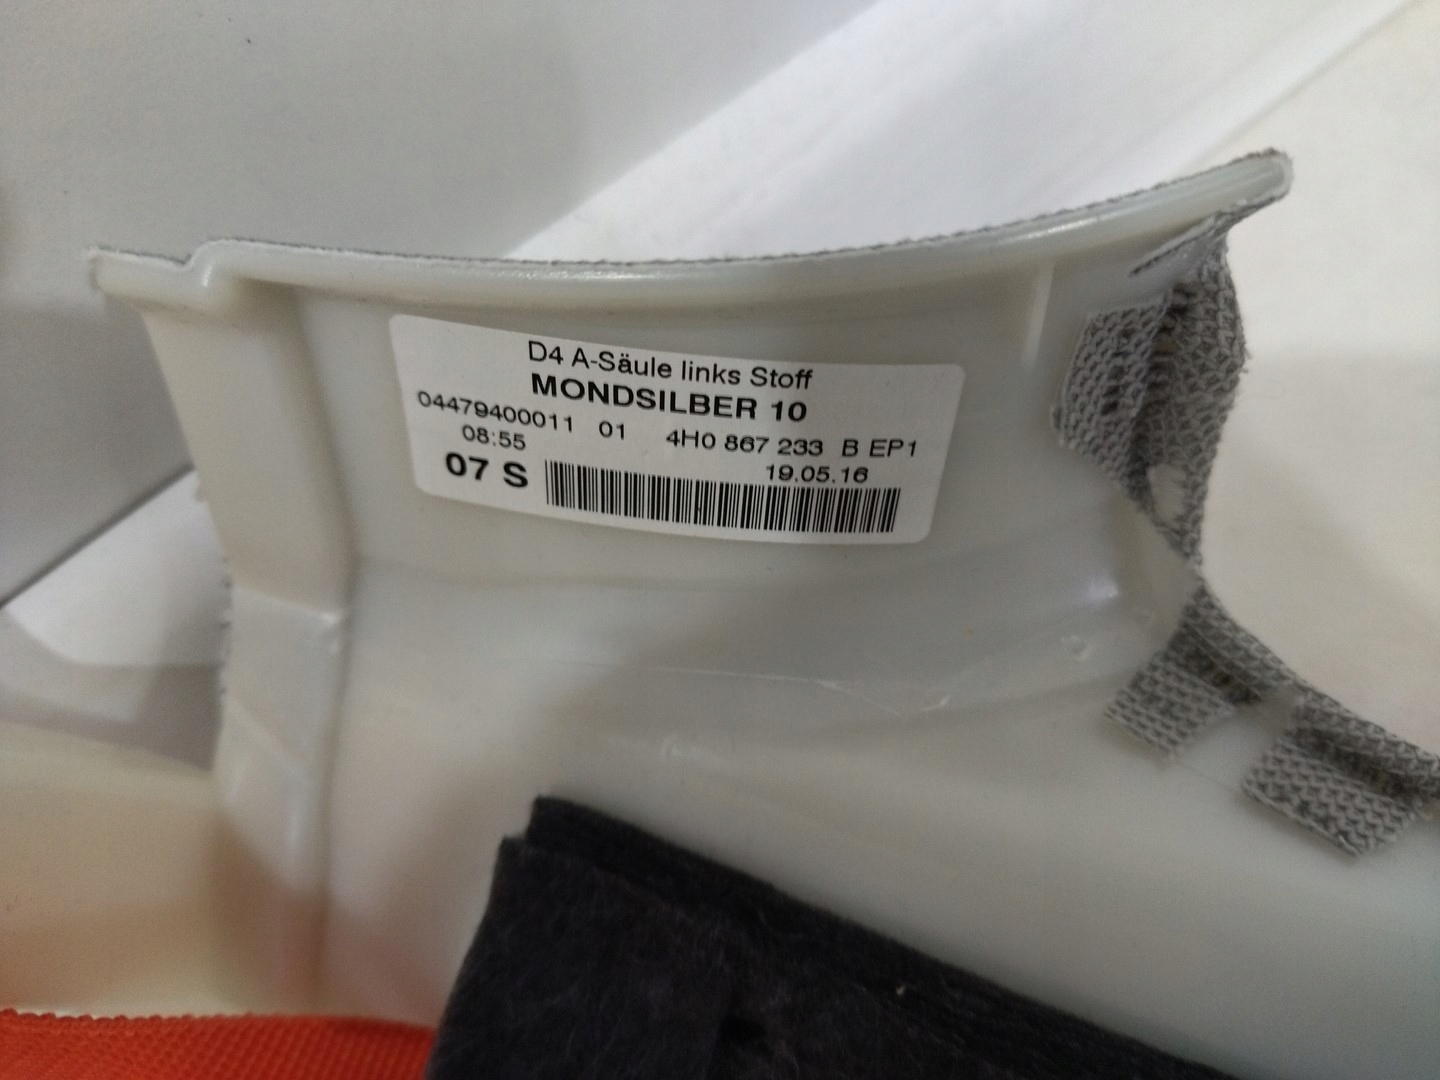 D4 A-Säule links Stoff
MONDSILBER 10
04479400011 01 4H0 867 233 B EP1
08:55 19.05.16
07 S